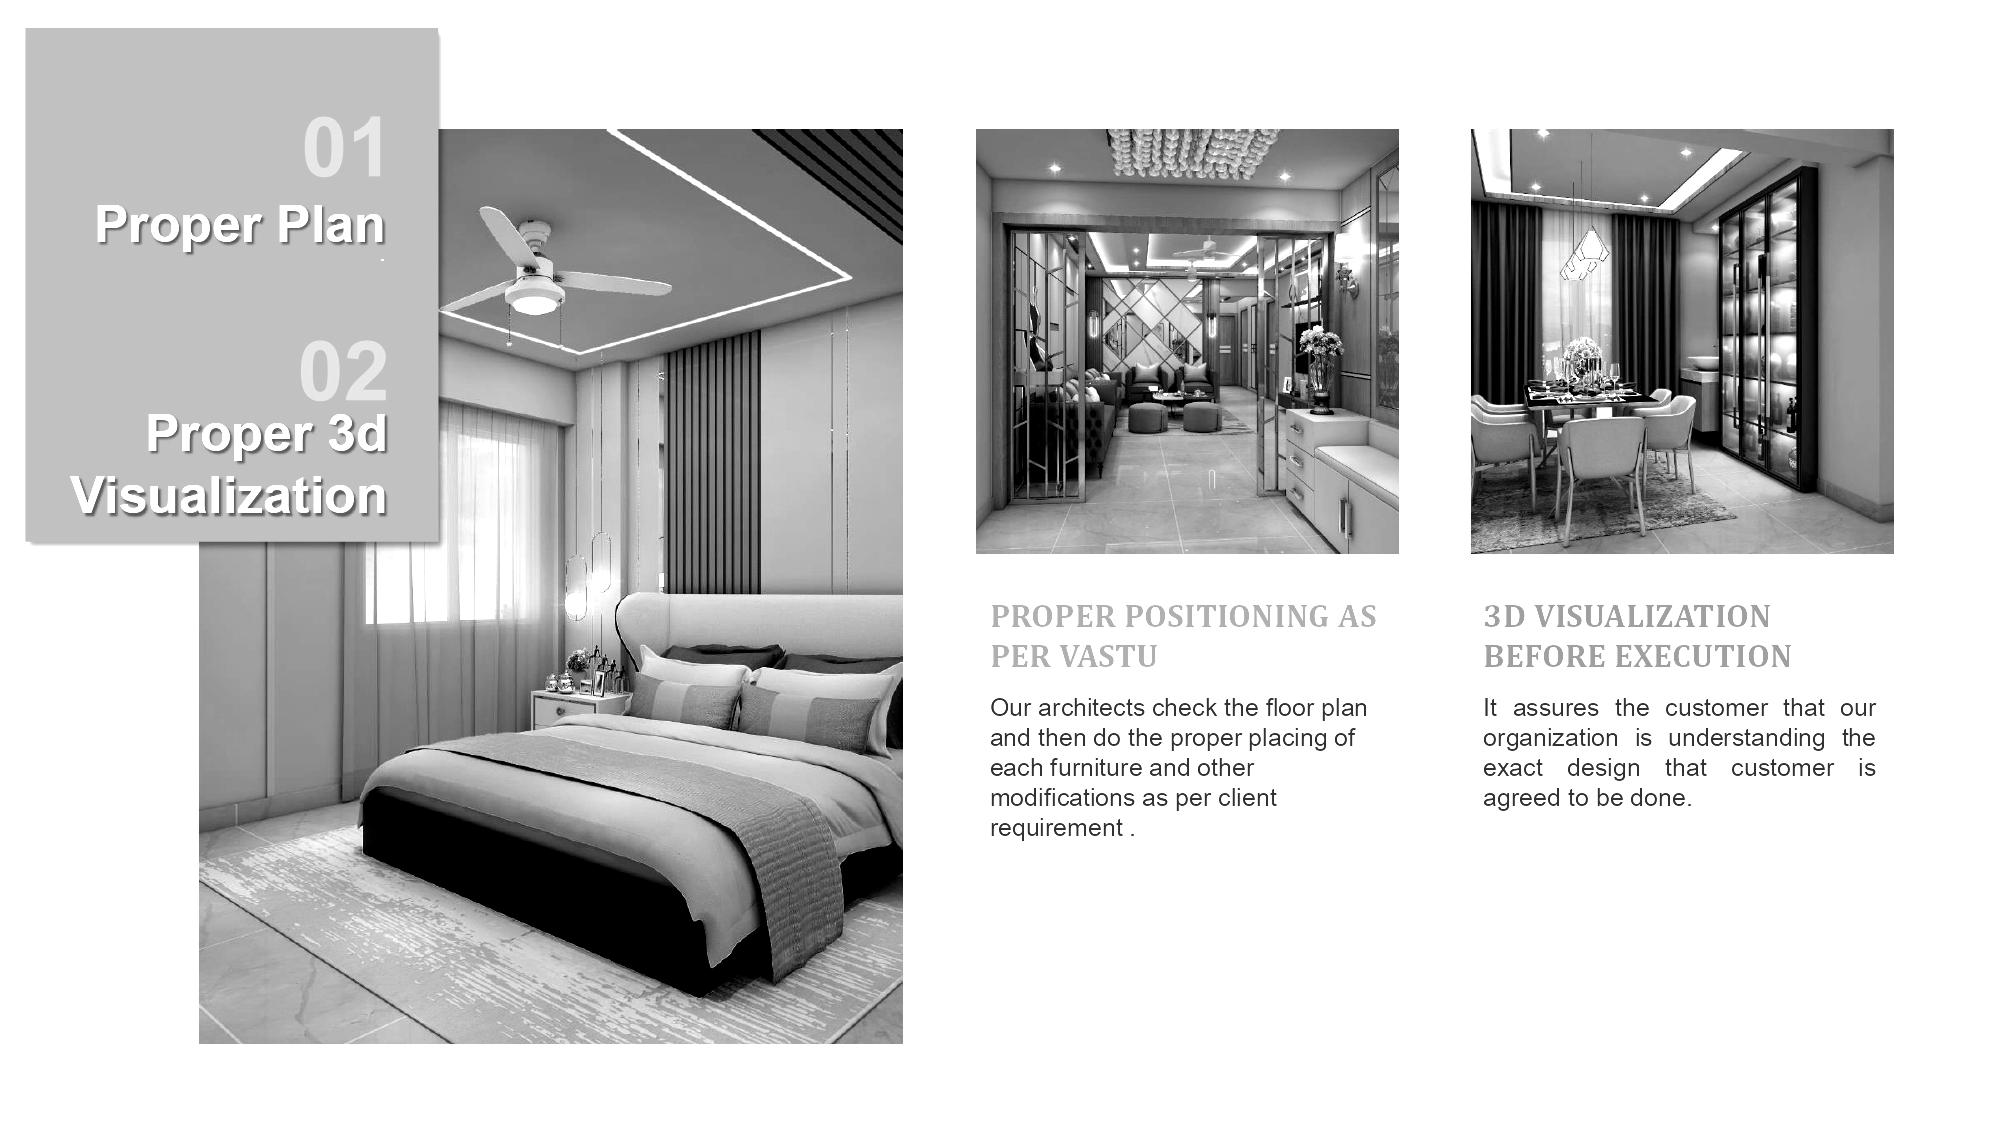 01
Proper Plan
.
02
Proper 3d
Visualization
PROPER POSITIONING AS
PER VASTU
Our architects check the floor plan
and then do the proper placing of
each furniture and other
modifications as per client
requirement .
3D VISUALIZATION
BEFORE EXECUTION
It assures the customer that our
organization is understanding the
exact design that customer is
agreed to be done.